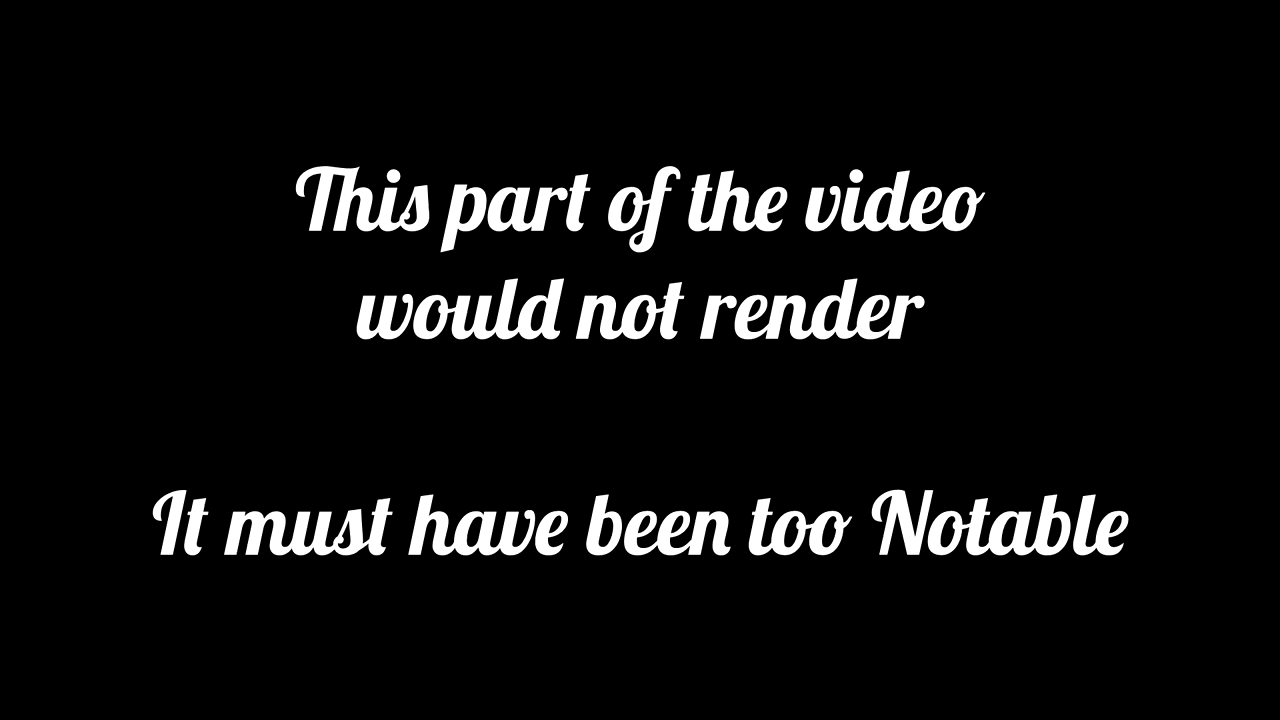 This part of the video
would not render
It must have been too Notable